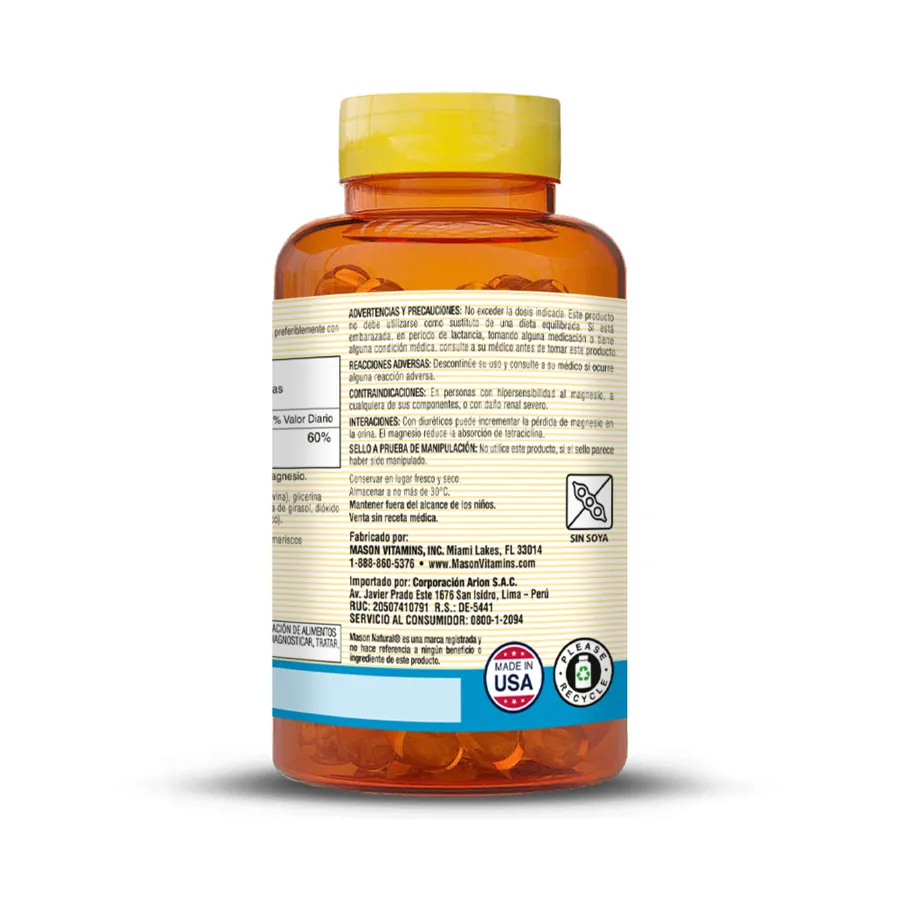 preferiblemente con
as
% Valor Diario
60%
agnesio.
vina), glicerina
a de girasol, dióxido
o).
mariscos
ACIÓN DE ALIMENTOS
IAGNOSTICAR, TRATAR,
ADVERTENCIAS Y PRECAUCIONES: No exceder la dosis indicada. Este producto
no debe utilizarse como sustituto de una dieta equilibrada. Si está
embarazada, en período de lactancia, tomando alguna medicación o tiene
alguna condición médica, consulte a su médico antes de tomar este producto.
REACCIONES ADVERSAS: Descontinúe su uso y consulte a su médico si ocurre
alguna reacción adversa.
CONTRAINDICACIONES: En personas con hipersensibilidad al magnesio, a
cualquiera de sus componentes, o con daño renal severo.
INTERACIONES: Con diuréticos puede incrementar la pérdida de magnesio en
la orina. El magnesio reduce la absorción de tetraciclina.
SELLO A PRUEBA DE MANIPULACIÓN: No utilice este producto, si el sello parece
haber sido manipulado.
Conservar en lugar fresco y seco
Almacenar a no más de 30°C.
Mantener fuera del alcance de los niños.
Venta sin receta médica.
SIN SOYA
Fabricado por:
MASON VITAMINS, INC. Miami Lakes, FL 33014
1-888-860-5376 • www.MasonVitamins.com
Importado por: Corporación Arion S.A.C.
Av. Javier Prado Este 1676 San Isidro, Lima – Perú
RUC: 20507410791 R.S.: DE-5441
SERVICIO AL CONSUMIDOR: 0800-1-2094
Mason Natural® es una marca registrada y
no hace referencia a ningún beneficio o
ingrediente de este producto.
MADE IN
USA
PLEASE
RECYCLE